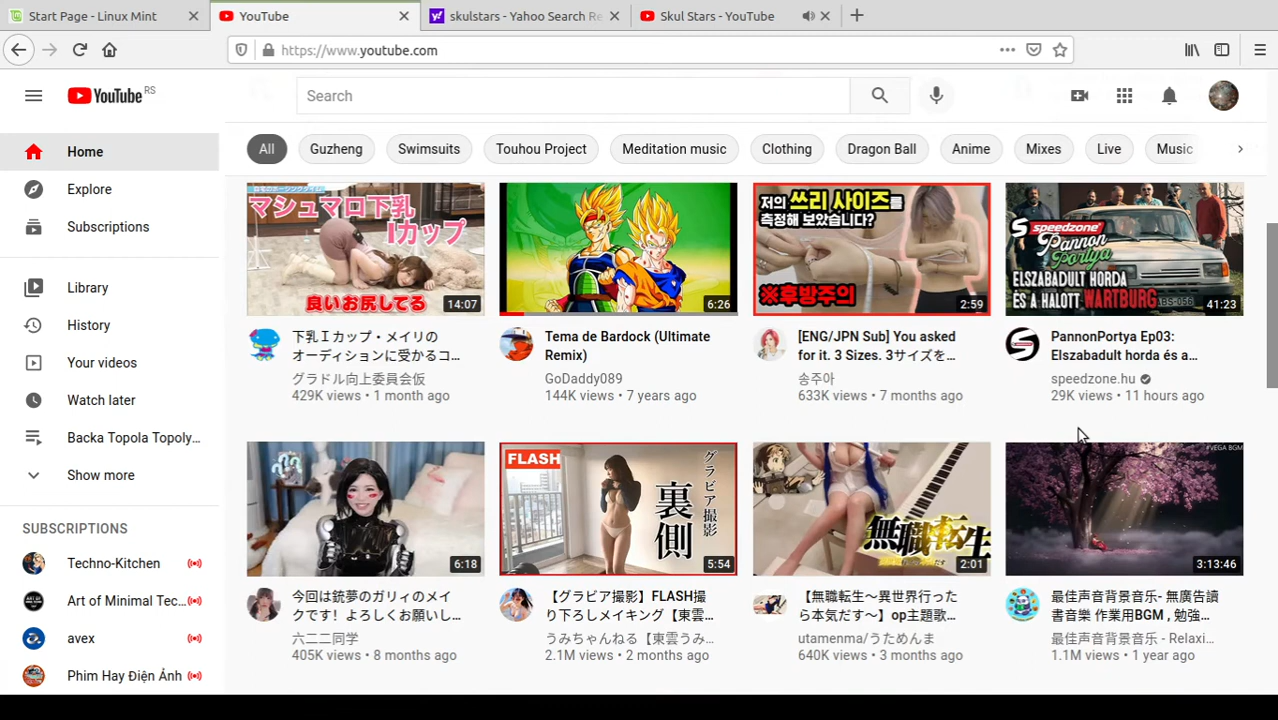 Start Page - Linux Mint
YouTube
skulstars - Yahoo Search Re
Skul Stars - YouTube
https://www.youtube.com
YouTube RS
Search
Home
Explore
Subscriptions
Library
History
Your videos
Watch later
Backa Topola Topoly...
Show more
SUBSCRIPTIONS
Techno-Kitchen
Art of Minimal Tec...
avex
Phim Hay Điện Ảnh
All
Guzheng
Swimsuits
Touhou Project
Meditation music
Clothing
Dragon Ball
Anime
Mixes
Live
Music
マシュマロ下乳
Iカップ
良いお尻してる
14:07
下乳Ｉカップ・メイリの
オーディションに受かるコ...
グラドル向上委員会仮
429K views • 1 month ago
6:26
Tema de Bardock (Ultimate
Remix)
GoDaddy089
144K views • 7 years ago
저의 쓰리 사이즈를
측정해 보았습니다?
※후방주의
2:59
[ENG/JPN Sub] You asked
for it. 3 Sizes. 3サイズを...
송주아
633K views • 7 months ago
speedzone
Pannon
Portya
ELSZABADULT HORDA
ÉS A HALOTT WARTBURG
ABS-056
41:23
PannonPortya Ep03:
Elszabadult horda és a...
speedzone.hu
29K views • 11 hours ago
6:18
今回は銃夢のガリィのメイ
クです！よろしくお願いし...
六二二同学
405K views • 8 months ago
FLASH
グラビア撮影
裏側
5:54
【グラビア撮影】FLASH撮
り下ろしメイキング【東雲...
うみちゃんねる【東雲うみ...
2.1M views • 2 months ago
無職転生
2:01
【無職転生〜異世界行った
ら本気だす〜】op主題歌...
utamenma/うためんま
640K views • 3 months ago
#VEGA BGM
3:13:46
最佳声音背景音乐- 無廣告讀
書音樂 作業用BGM , 勉強...
最佳声音背景音乐 - Relaxi...
1.1M views • 1 year ago